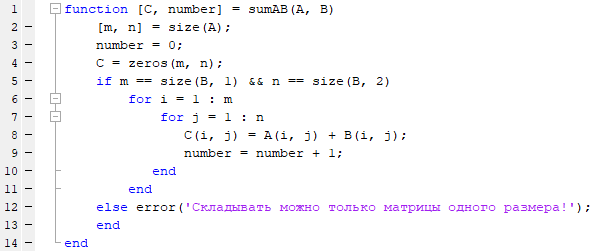 1 function [C, number] = sumAB(A, B)
2 - [m, n] = size(A);
3 - number = 0;
4 - C = zeros(m, n);
5 - if m == size(B, 1) && n == size(B, 2)
6 - for i = 1 : m
7 - for j = 1 : n
8 - C(i, j) = A(i, j) + B(i, j);
9 - number = number + 1;
10 - end
11 - end
12 - else error('Складывать можно только матрицы одного размера!');
13 - end
14 - end